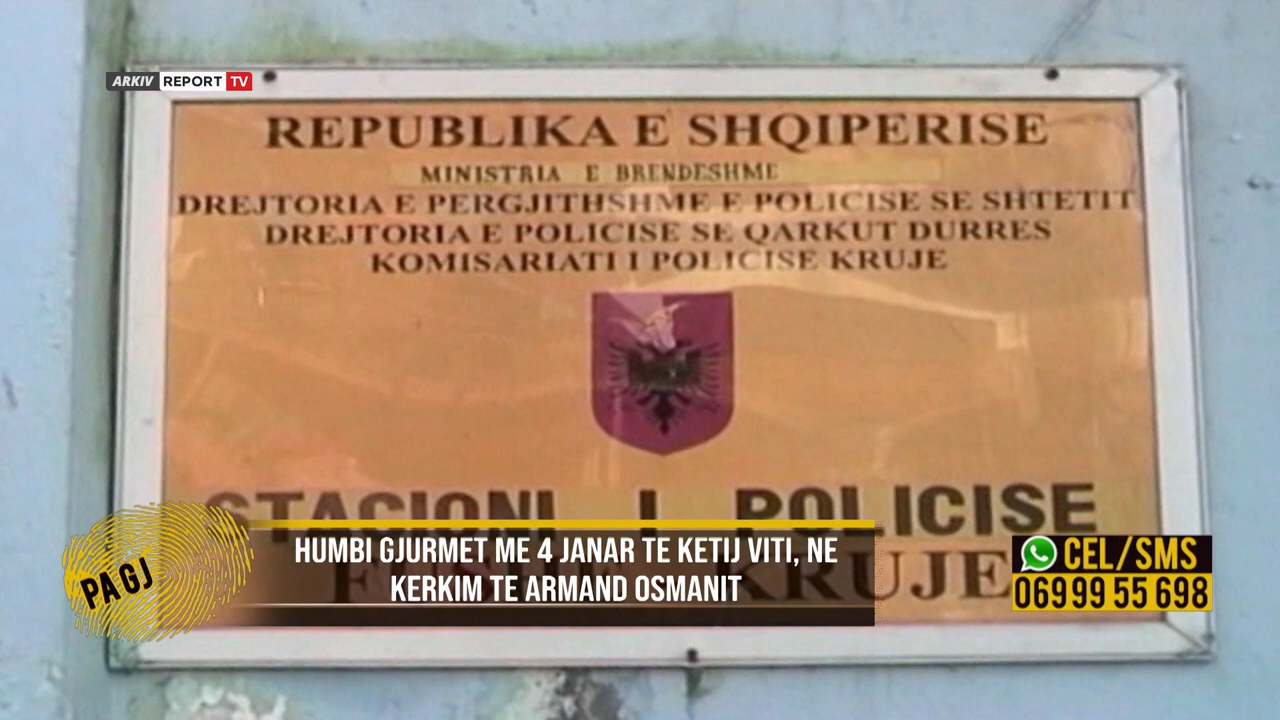 ARKIV REPORT TV
REPUBLIKA E SHQIPERISE
MINISTRIA E BRENDESHME
DREJTORIA E PERGJITHSHME E POLICISE SE SHTETIT
DREJTORIA E POLICISE SE QARKUT DURRES
KOMISARIATI I POLICISE KRUJE
STACIONI I POLICISE
KRUJE
PA GJ
HUMBI GJURMET ME 4 JANAR TE KETIJ VITI, NE
KERKIM TE ARMAND OSMANIT
CEL/SMS
069 99 55 698